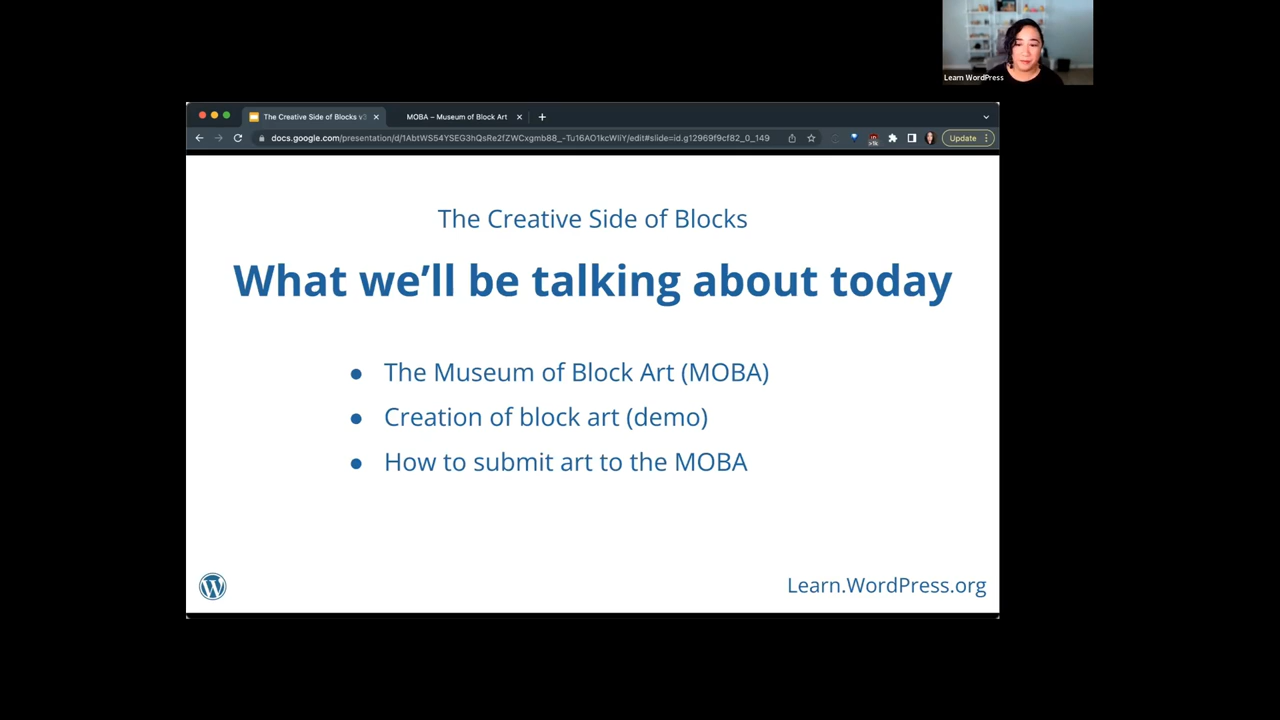 Learn WordPress
The Creative Side of Blocks v2
MOBA – Museum of Block Art
docs.google.com/presentation/d/1AbtWS54YSEG3hQsRe2fZWCxgmb88_-Tu16AO1kcWliY/edit#slide=id.g12969f9cf82_0_149
>1k
Update
The Creative Side of Blocks
What we’ll be talking about today
● The Museum of Block Art (MOBA)
● Creation of block art (demo)
● How to submit art to the MOBA
Learn.WordPress.org